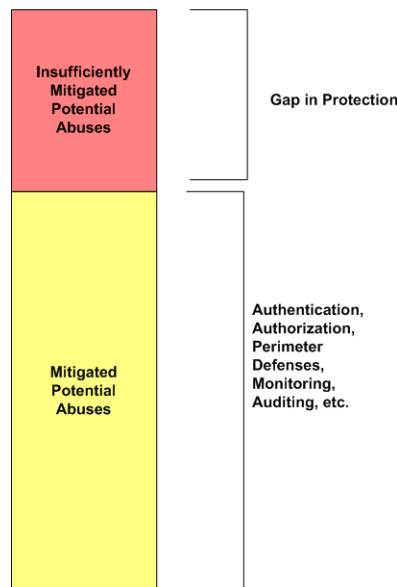 Insufficiently
Mitigated
Potential
Abuses
Gap in Protection
Mitigated
Potential
Abuses
Authentication,
Authorization,
Perimeter
Defenses,
Monitoring,
Auditing, etc.